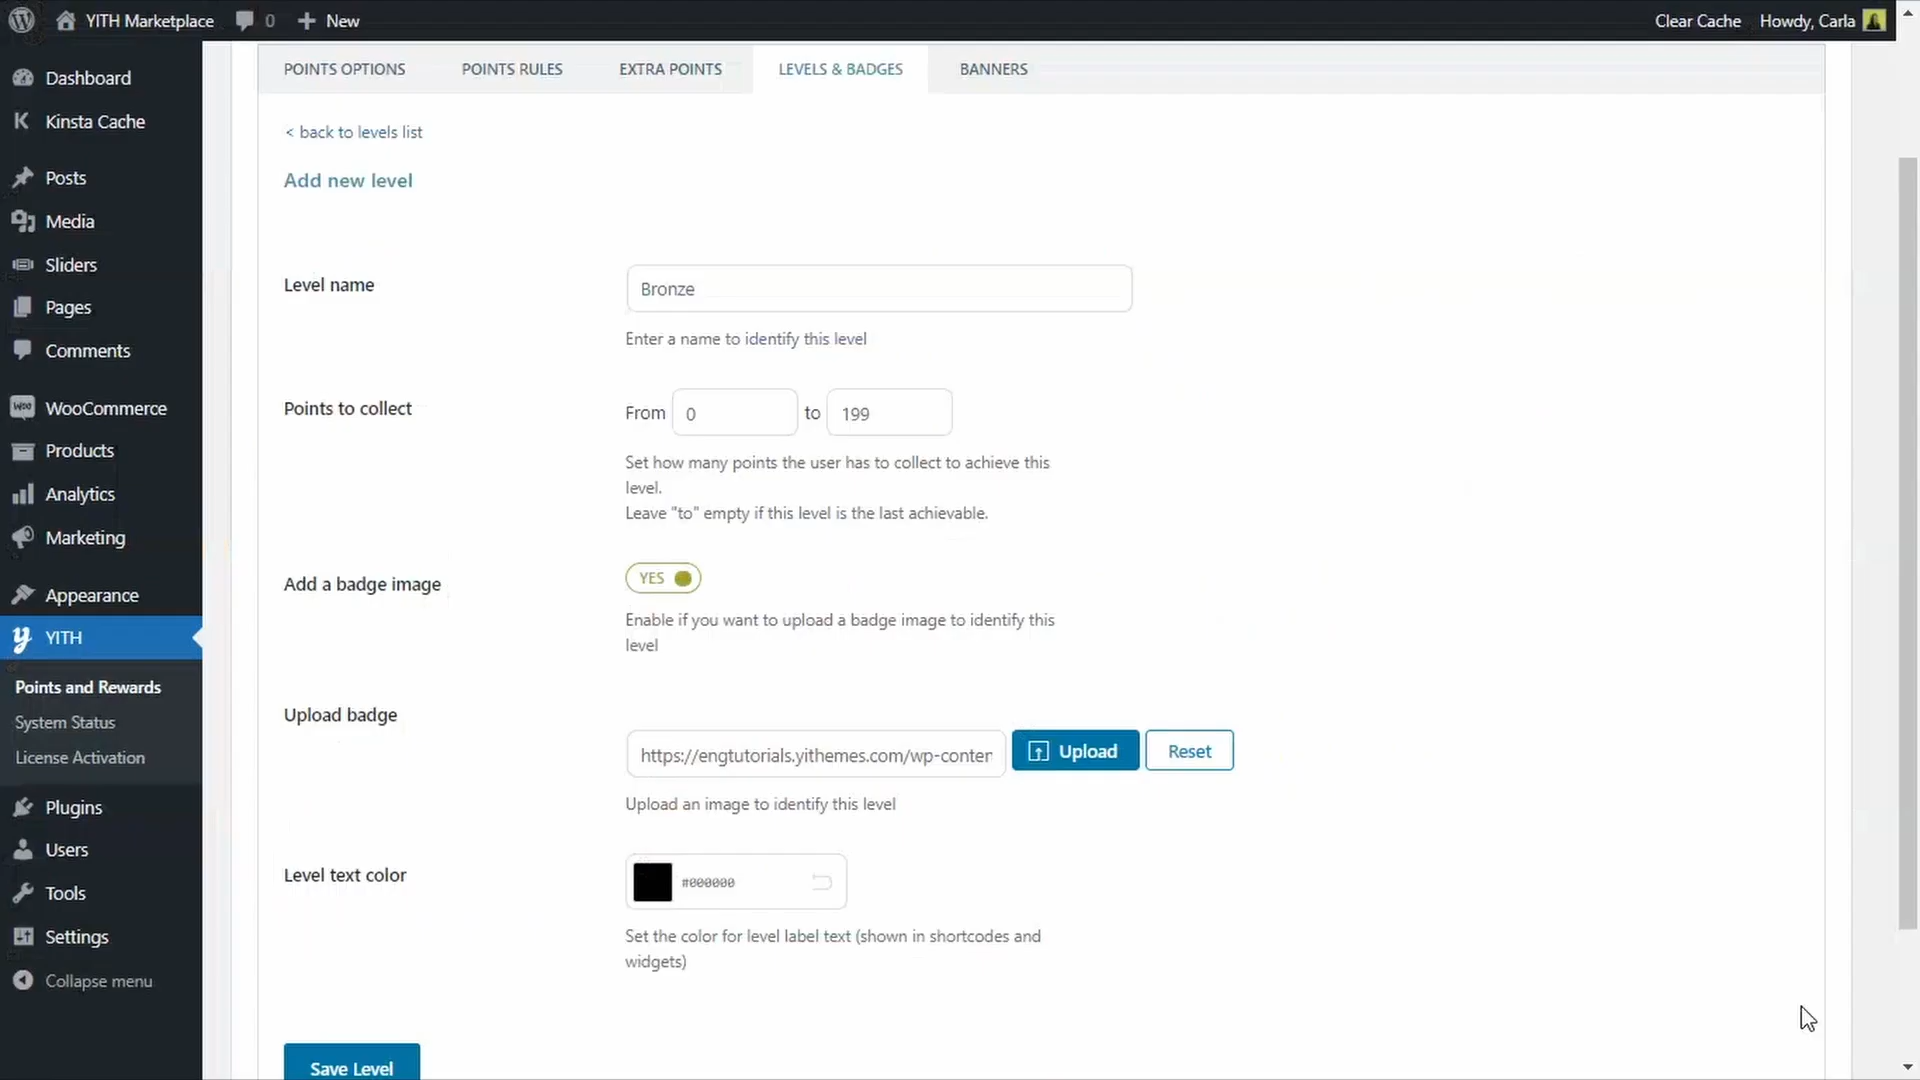 YITH Marketplace 0 New Clear Cache Howdy, Carla
Dashboard
Kinsta Cache
Posts
Media
Sliders
Pages
Comments
WooCommerce
Products
Analytics
Marketing
Appearance
YITH
Points and Rewards
System Status
License Activation
Plugins
Users
Tools
Settings
Collapse menu
POINTS OPTIONS POINTS RULES EXTRA POINTS LEVELS & BADGES BANNERS
< back to levels list
Add new level
Level name
Bronze
Enter a name to identify this level
Points to collect
From 0 to 199
Set how many points the user has to collect to achieve this
level.
Leave "to" empty if this level is the last achievable.
Add a badge image
YES
Enable if you want to upload a badge image to identify this
level
Upload badge
https://engtutorials.yithemes.com/wp-conten Upload Reset
Upload an image to identify this level
Level text color
#000000
Set the color for level label text (shown in shortcodes and
widgets)
Save Level